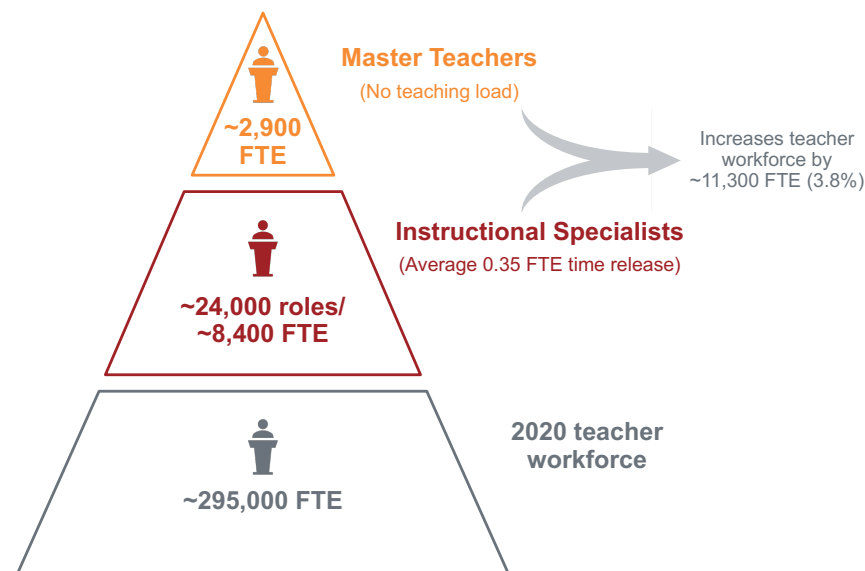 Master Teachers
(No teaching load)
~2,900
FTE
Increases teacher
workforce by
~11,300 FTE (3.8%)
Instructional Specialists
(Average 0.35 FTE time release)
~24,000 roles/
~8,400 FTE
2020 teacher
workforce
~295,000 FTE